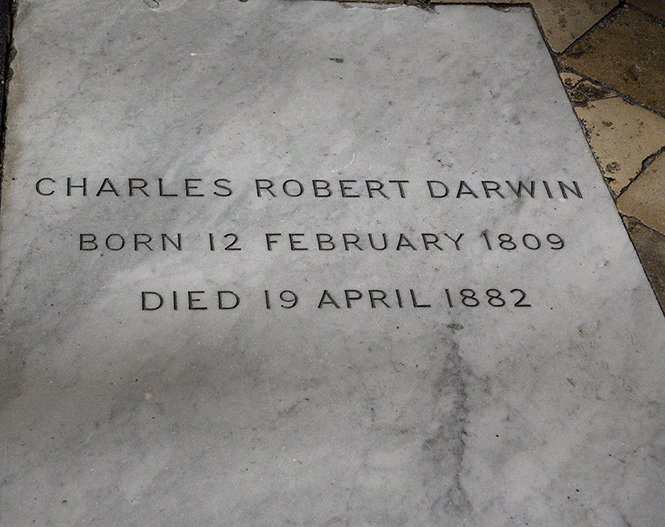 CHARLES ROBERT DARWIN
BORN 12 FEBRUARY 1809
DIED 19 APRIL 1882